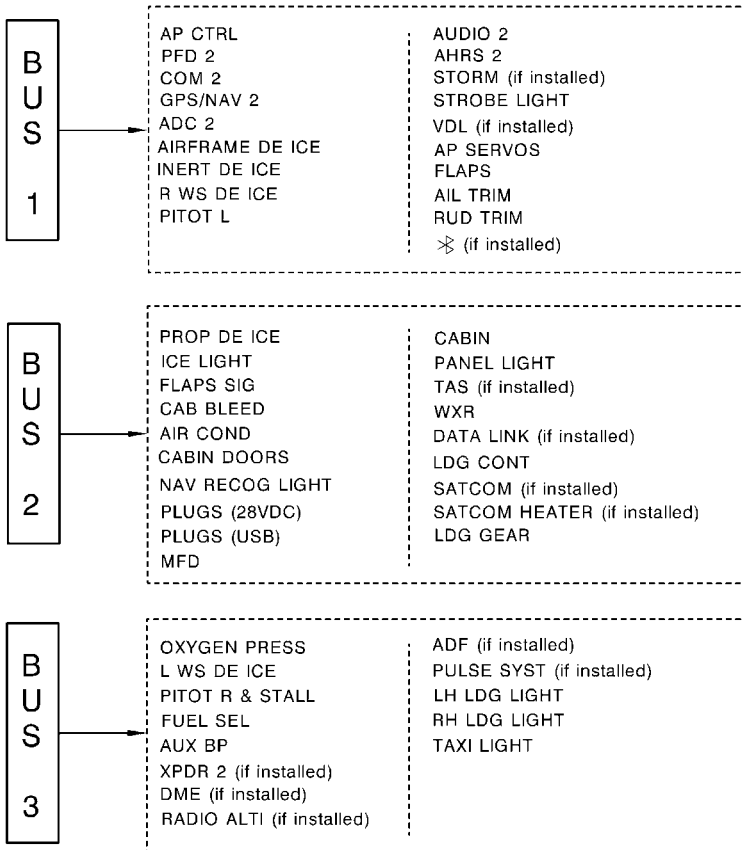 BUS 1
AP CTRL
PFD 2
COM 2
GPS/NAV 2
ADC 2
AIRFRAME DE ICE
INERT DE ICE
R WS DE ICE
PITOT L
AUDIO 2
AHRS 2
STORM (if installed)
STROBE LIGHT
VDL (if installed)
AP SERVOS
FLAPS
AIL TRIM
RUD TRIM
(if installed)
BUS 2
PROP DE ICE
ICE LIGHT
FLAPS SIG
CAB BLEED
AIR COND
CABIN DOORS
NAV RECOG LIGHT
PLUGS (28VDC)
PLUGS (USB)
MFD
CABIN
PANEL LIGHT
TAS (if installed)
WXR
DATA LINK (if installed)
LDG CONT
SATCOM (if installed)
SATCOM HEATER (if installed)
LDG GEAR
BUS 3
OXYGEN PRESS
L WS DE ICE
PITOT R & STALL
FUEL SEL
AUX BP
XPDR 2 (if installed)
DME (if installed)
RADIO ALTI (if installed)
ADF (if installed)
PULSE SYST (if installed)
LH LDG LIGHT
RH LDG LIGHT
TAXI LIGHT